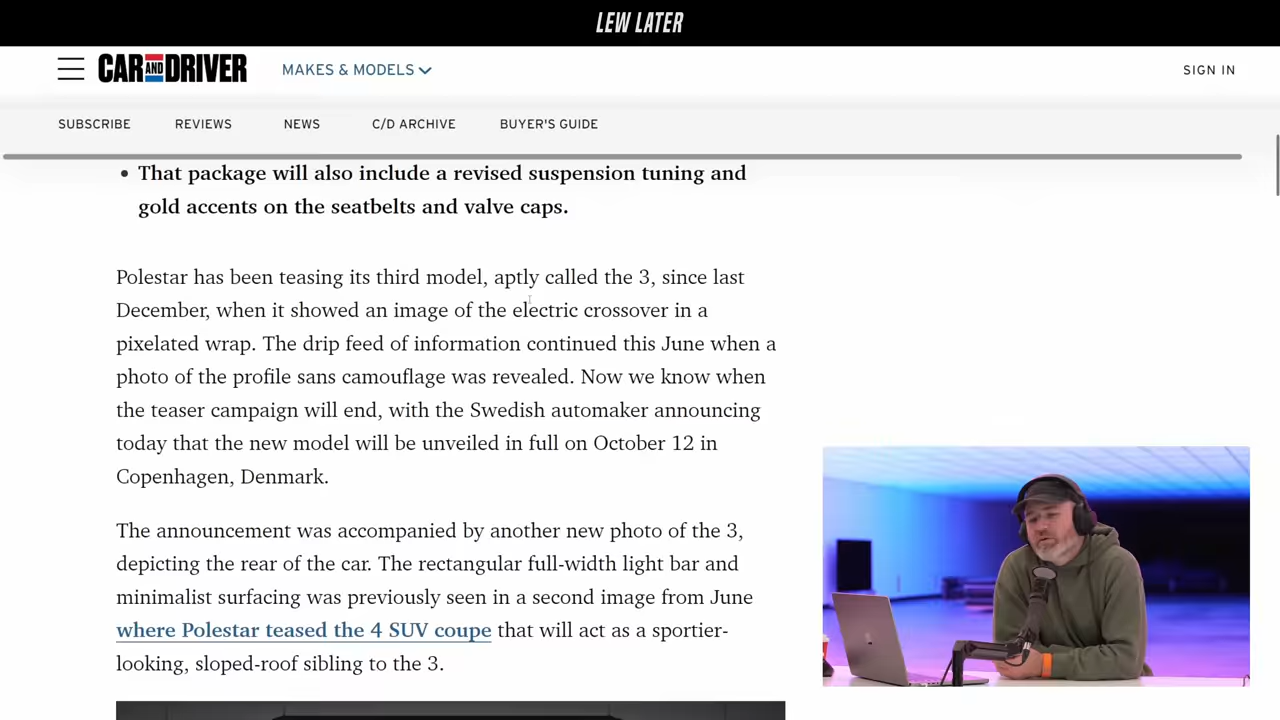 LEW LATER
CAR AND DRIVER
MAKES & MODELS
SIGN IN
SUBSCRIBE
REVIEWS
NEWS
C/D ARCHIVE
BUYER'S GUIDE
• That package will also include a revised suspension tuning and
gold accents on the seatbelts and valve caps.
Polestar has been teasing its third model, aptly called the 3, since last
December, when it showed an image of the electric crossover in a
pixelated wrap. The drip feed of information continued this June when a
photo of the profile sans camouflage was revealed. Now we know when
the teaser campaign will end, with the Swedish automaker announcing
today that the new model will be unveiled in full on October 12 in
Copenhagen, Denmark.
The announcement was accompanied by another new photo of the 3,
depicting the rear of the car. The rectangular full-width light bar and
minimalist surfacing was previously seen in a second image from June
where Polestar teased the 4 SUV coupe that will act as a sportier-
looking, sloped-roof sibling to the 3.